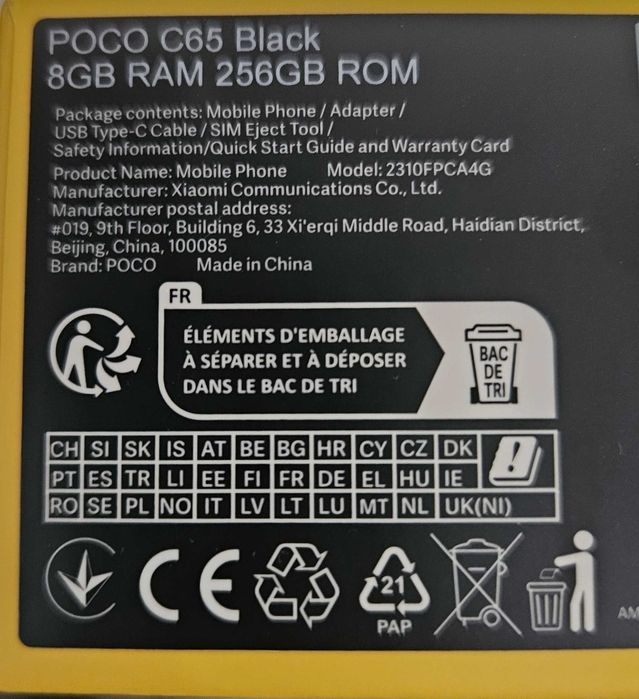 POCO C65 Black
8GB RAM 256GB ROM
Package contents: Mobile Phone / Adapter /
USB Type-C Cable / SIM Eject Tool /
Safety Information/Quick Start Guide and Warranty Card
Product Name: Mobile Phone Model: 2310FPCA4G
Manufacturer: Xiaomi Communications Co., Ltd.
Manufacturer postal address:
#019, 9th Floor, Building 6, 33 Xi'erqi Middle Road, Haidian District,
Beijing, China, 100085
Brand: POCO Made in China
FR
ÉLÉMENTS D'EMBALLAGE
À SÉPARER ET À DÉPOSER
DANS LE BAC DE TRI
BAC
DE
TRI
CH SI SK IS AT BE BG HR CY CZ DK
PT ES TR LI EE FI FR DE EL HU IE
RO SE PL NO IT LV LT LU MT NL UK(NI)
CE
21
PAP
AM